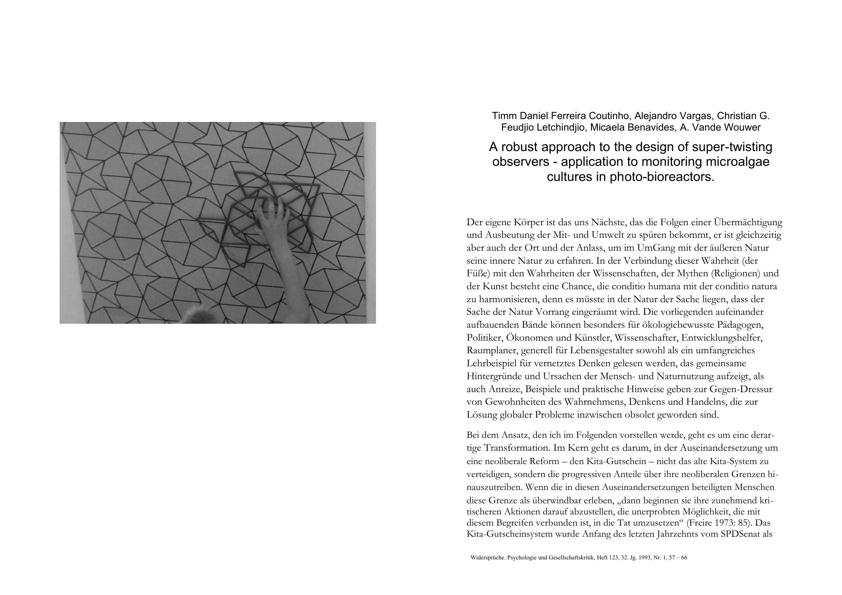 Timm Daniel Ferreira Coutinho, Alejandro Vargas, Christian G.
Feudjio Letchindjio, Micaela Benavides, A. Vande Wouwer
A robust approach to the design of super-twisting
observers - application to monitoring microalgae
cultures in photo-bioreactors.
Der eigene Körper ist das uns Nächste, das die Folgen einer Übermächtigung
und Ausbeutung der Mit- und Umwelt zu spüren bekommt, er ist gleichzeitig
aber auch der Ort und der Anlass, um im UmGang mit der äußeren Natur
seine innere Natur zu erfahren. In der Verbindung dieser Wahrheit (der
Füße) mit den Wahrheiten der Wissenschaften, der Mythen (Religionen) und
der Kunst besteht eine Chance, die conditio humana mit der conditio natura
zu harmonisieren, denn es müsste in der Natur der Sache liegen, dass der
Sache der Natur Vorrang eingeräumt wird. Die vorliegenden aufeinander
aufbauenden Bände können besonders für ökologiebewusste Pädagogen,
Politiker, Ökonomen und Künstler, Wissenschafter, Entwicklungshelfer,
Raumplaner, generell für Lebensgestalter sowohl als ein umfangreiches
Lehrbeispiel für vernetztes Denken gelesen werden, das gemeinsame
Hintergründe und Ursachen der Mensch- und Naturnutzung aufzeigt, als
auch Anreize, Beispiele und praktische Hinweise geben zur Gegen-Dressur
von Gewohnheiten des Wahrnehmens, Denkens und Handelns, die zur
Lösung globaler Probleme inzwischen obsolet geworden sind.
Bei dem Ansatz, den ich im Folgenden vorstellen werde, geht es um eine derar-
tige Transformation. Im Kern geht es darum, in der Auseinandersetzung um
eine neoliberale Reform – den Kita-Gutschein – nicht das alte Kita-System zu
verteidigen, sondern die progressiven Anteile über ihre neoliberalen Grenzen hi-
nauszutreiben. Wenn die in diesen Auseinandersetzungen beteiligten Menschen
diese Grenze als überwindbar erleben, „dann beginnen sie ihre zunehmend kri-
tischeren Aktionen darauf abzustellen, die unerprobten Möglichkeit, die mit
diesem Begreifen verbunden ist, in die Tat umzusetzen“ (Freire 1973: 85). Das
Kita-Gutscheinsystem wurde Anfang des letzten Jahrzehnts vom SPDSenat als
Widersprüche. Psychologie und Gesellschaftskritik, Heft 123, 32. Jg. 1993, Nr. 1, 57 – 66